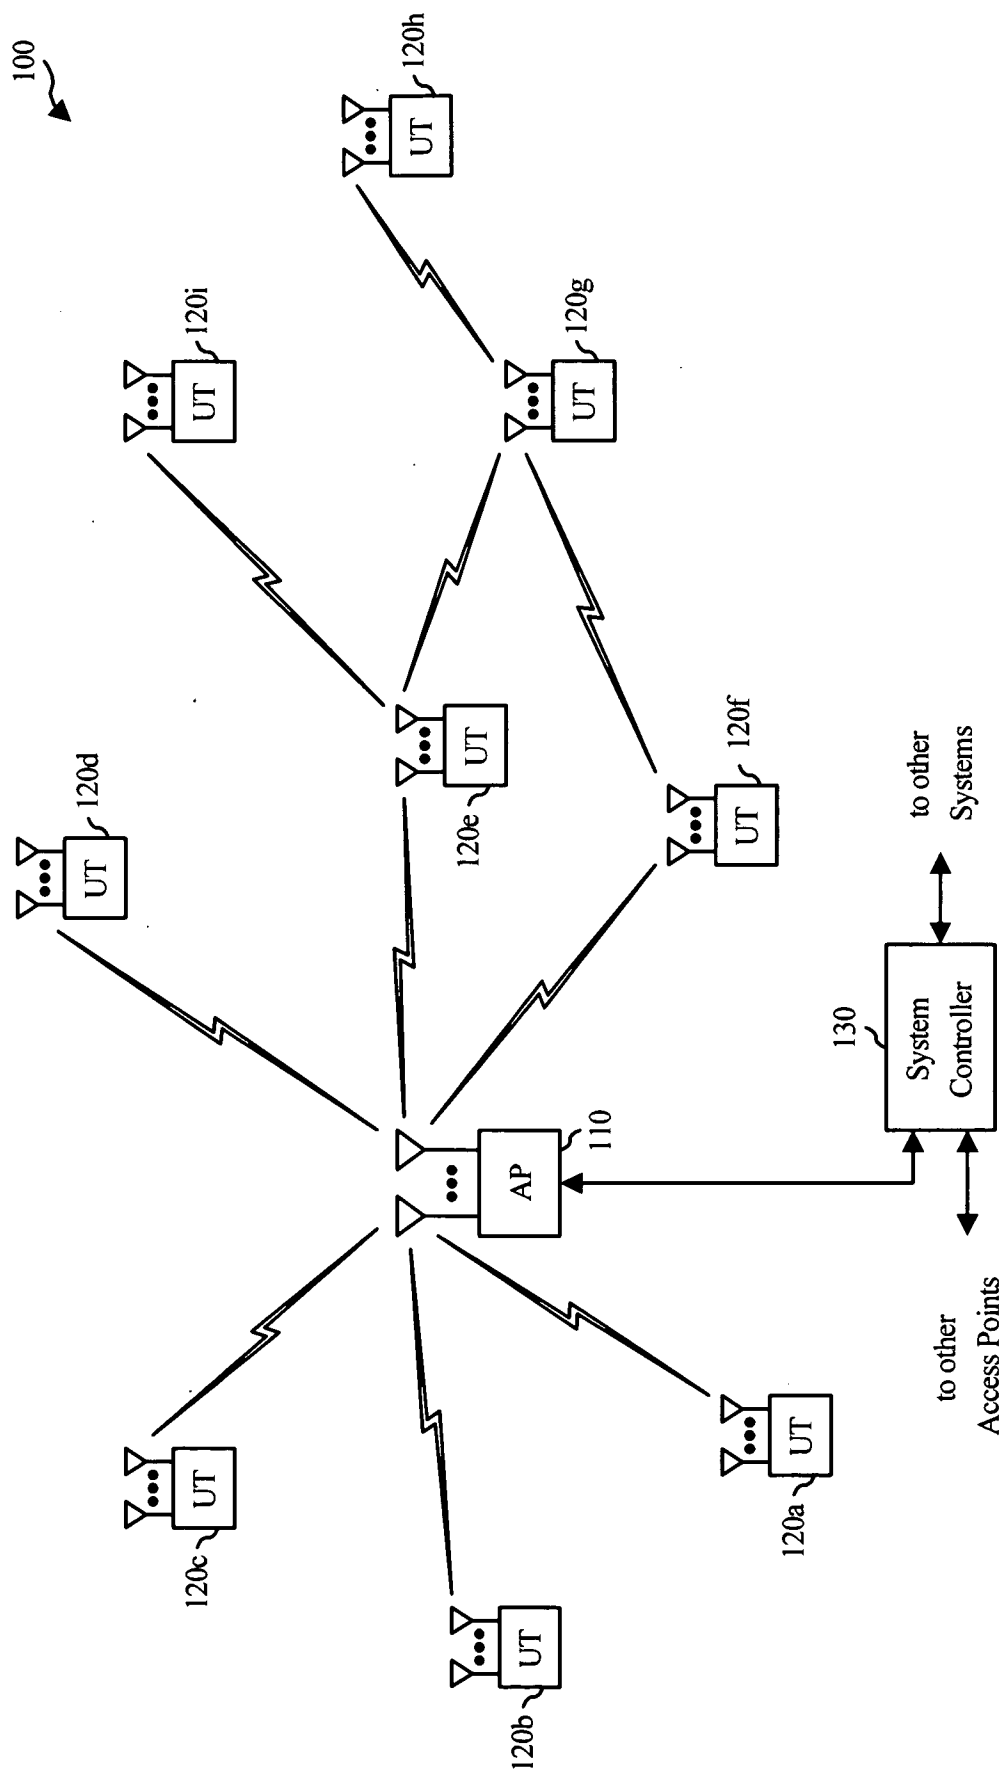 100
120d
UT
120i
UT
120h
UT
120c
UT
120e
UT
120g
UT
120b
UT
AP
110
120f
UT
120a
UT
130
System
Controller
to other
Systems
to other
Access Points